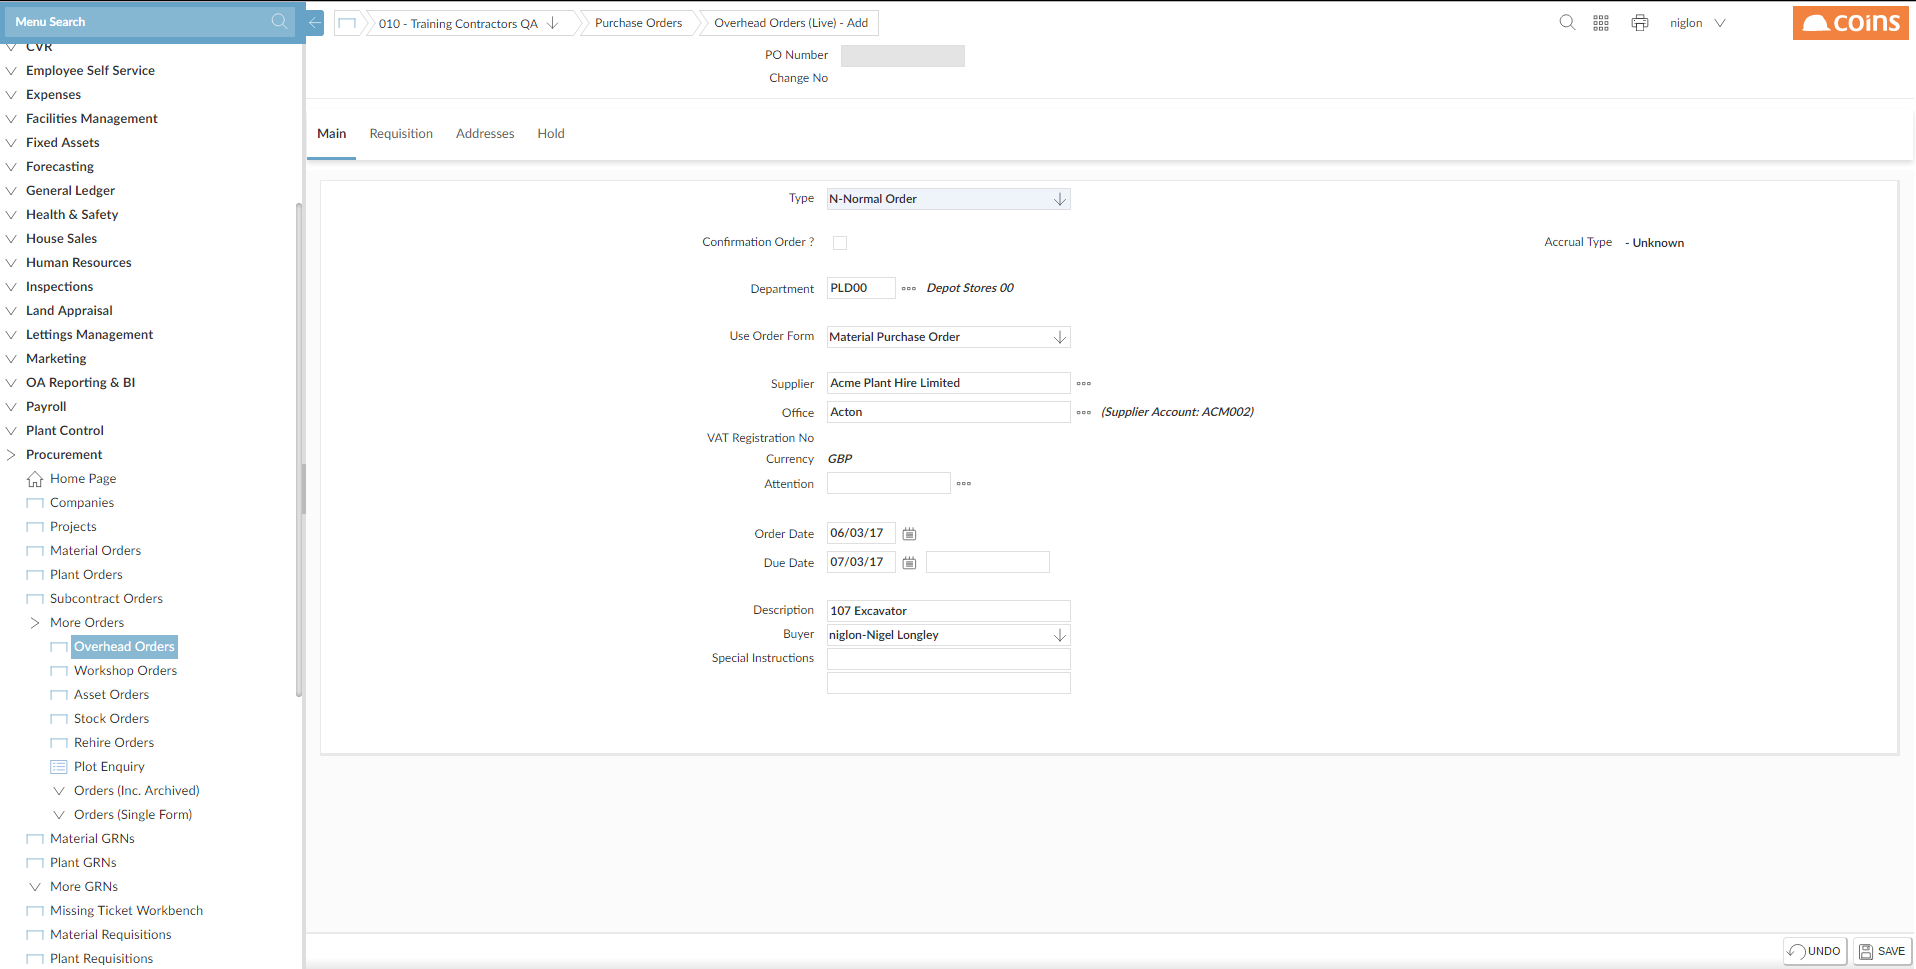 Menu Search
010 - Training Contractors QA
Purchase Orders
Overhead Orders (Live) - Add
niglon
coins
PO Number
Change No
CVR
Employee Self Service
Expenses
Facilities Management
Fixed Assets
Forecasting
General Ledger
Health & Safety
House Sales
Human Resources
Inspections
Land Appraisal
Lettings Management
Marketing
OA Reporting & BI
Payroll
Plant Control
Procurement
Home Page
Companies
Projects
Material Orders
Plant Orders
Subcontract Orders
More Orders
Overhead Orders
Workshop Orders
Asset Orders
Stock Orders
Rehire Orders
Plot Enquiry
Orders (Inc. Archived)
Orders (Single Form)
Material GRNs
Plant GRNs
More GRNs
Missing Ticket Workbench
Material Requisitions
Plant Requisitions
Main Requisition Addresses Hold
Type N-Normal Order
Confirmation Order ?
Accrual Type - Unknown
Department PLD00 Depot Stores 00
Use Order Form Material Purchase Order
Supplier Acme Plant Hire Limited
Office Acton (Supplier Account: ACM002)
VAT Registration No
Currency GBP
Attention
Order Date 06/03/17
Due Date 07/03/17
Description 107 Excavator
Buyer niglon-Nigel Longley
Special Instructions
UNDO SAVE